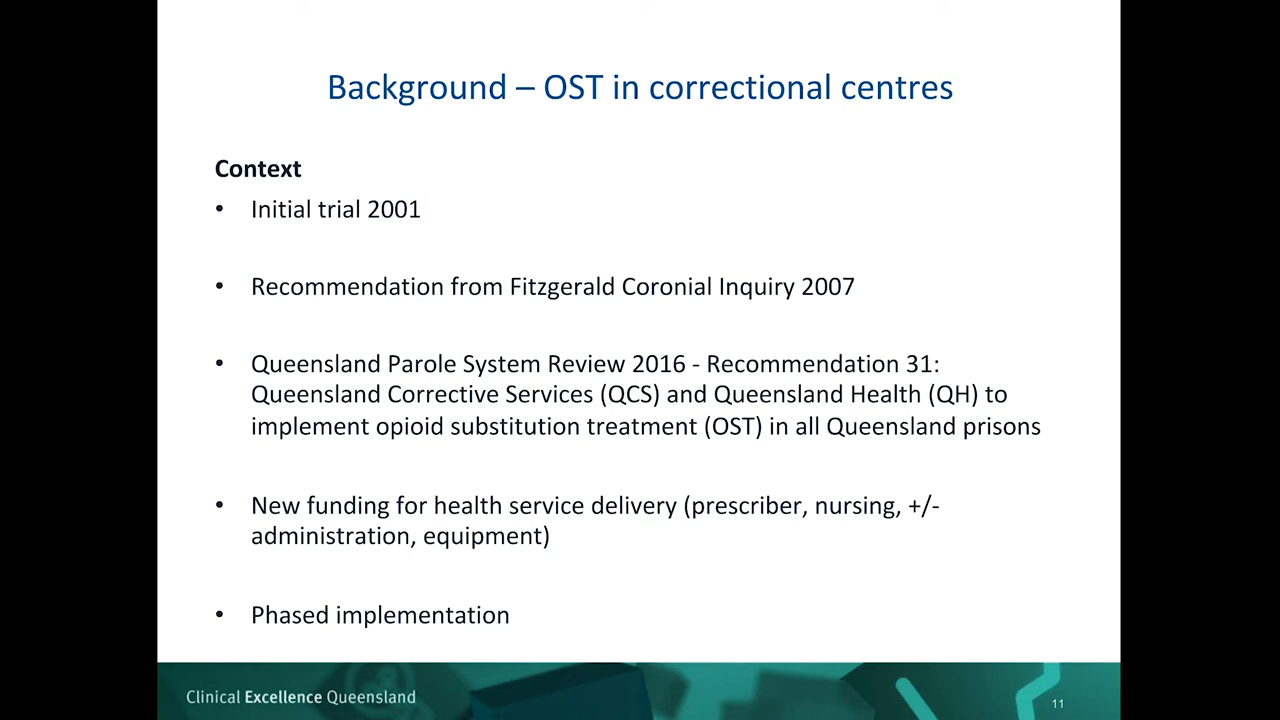 Background – OST in correctional centres
Context
• Initial trial 2001
• Recommendation from Fitzgerald Coronial Inquiry 2007
• Queensland Parole System Review 2016 - Recommendation 31:
Queensland Corrective Services (QCS) and Queensland Health (QH) to
implement opioid substitution treatment (OST) in all Queensland prisons
• New funding for health service delivery (prescriber, nursing, +/-
administration, equipment)
• Phased implementation
Clinical Excellence Queensland
11